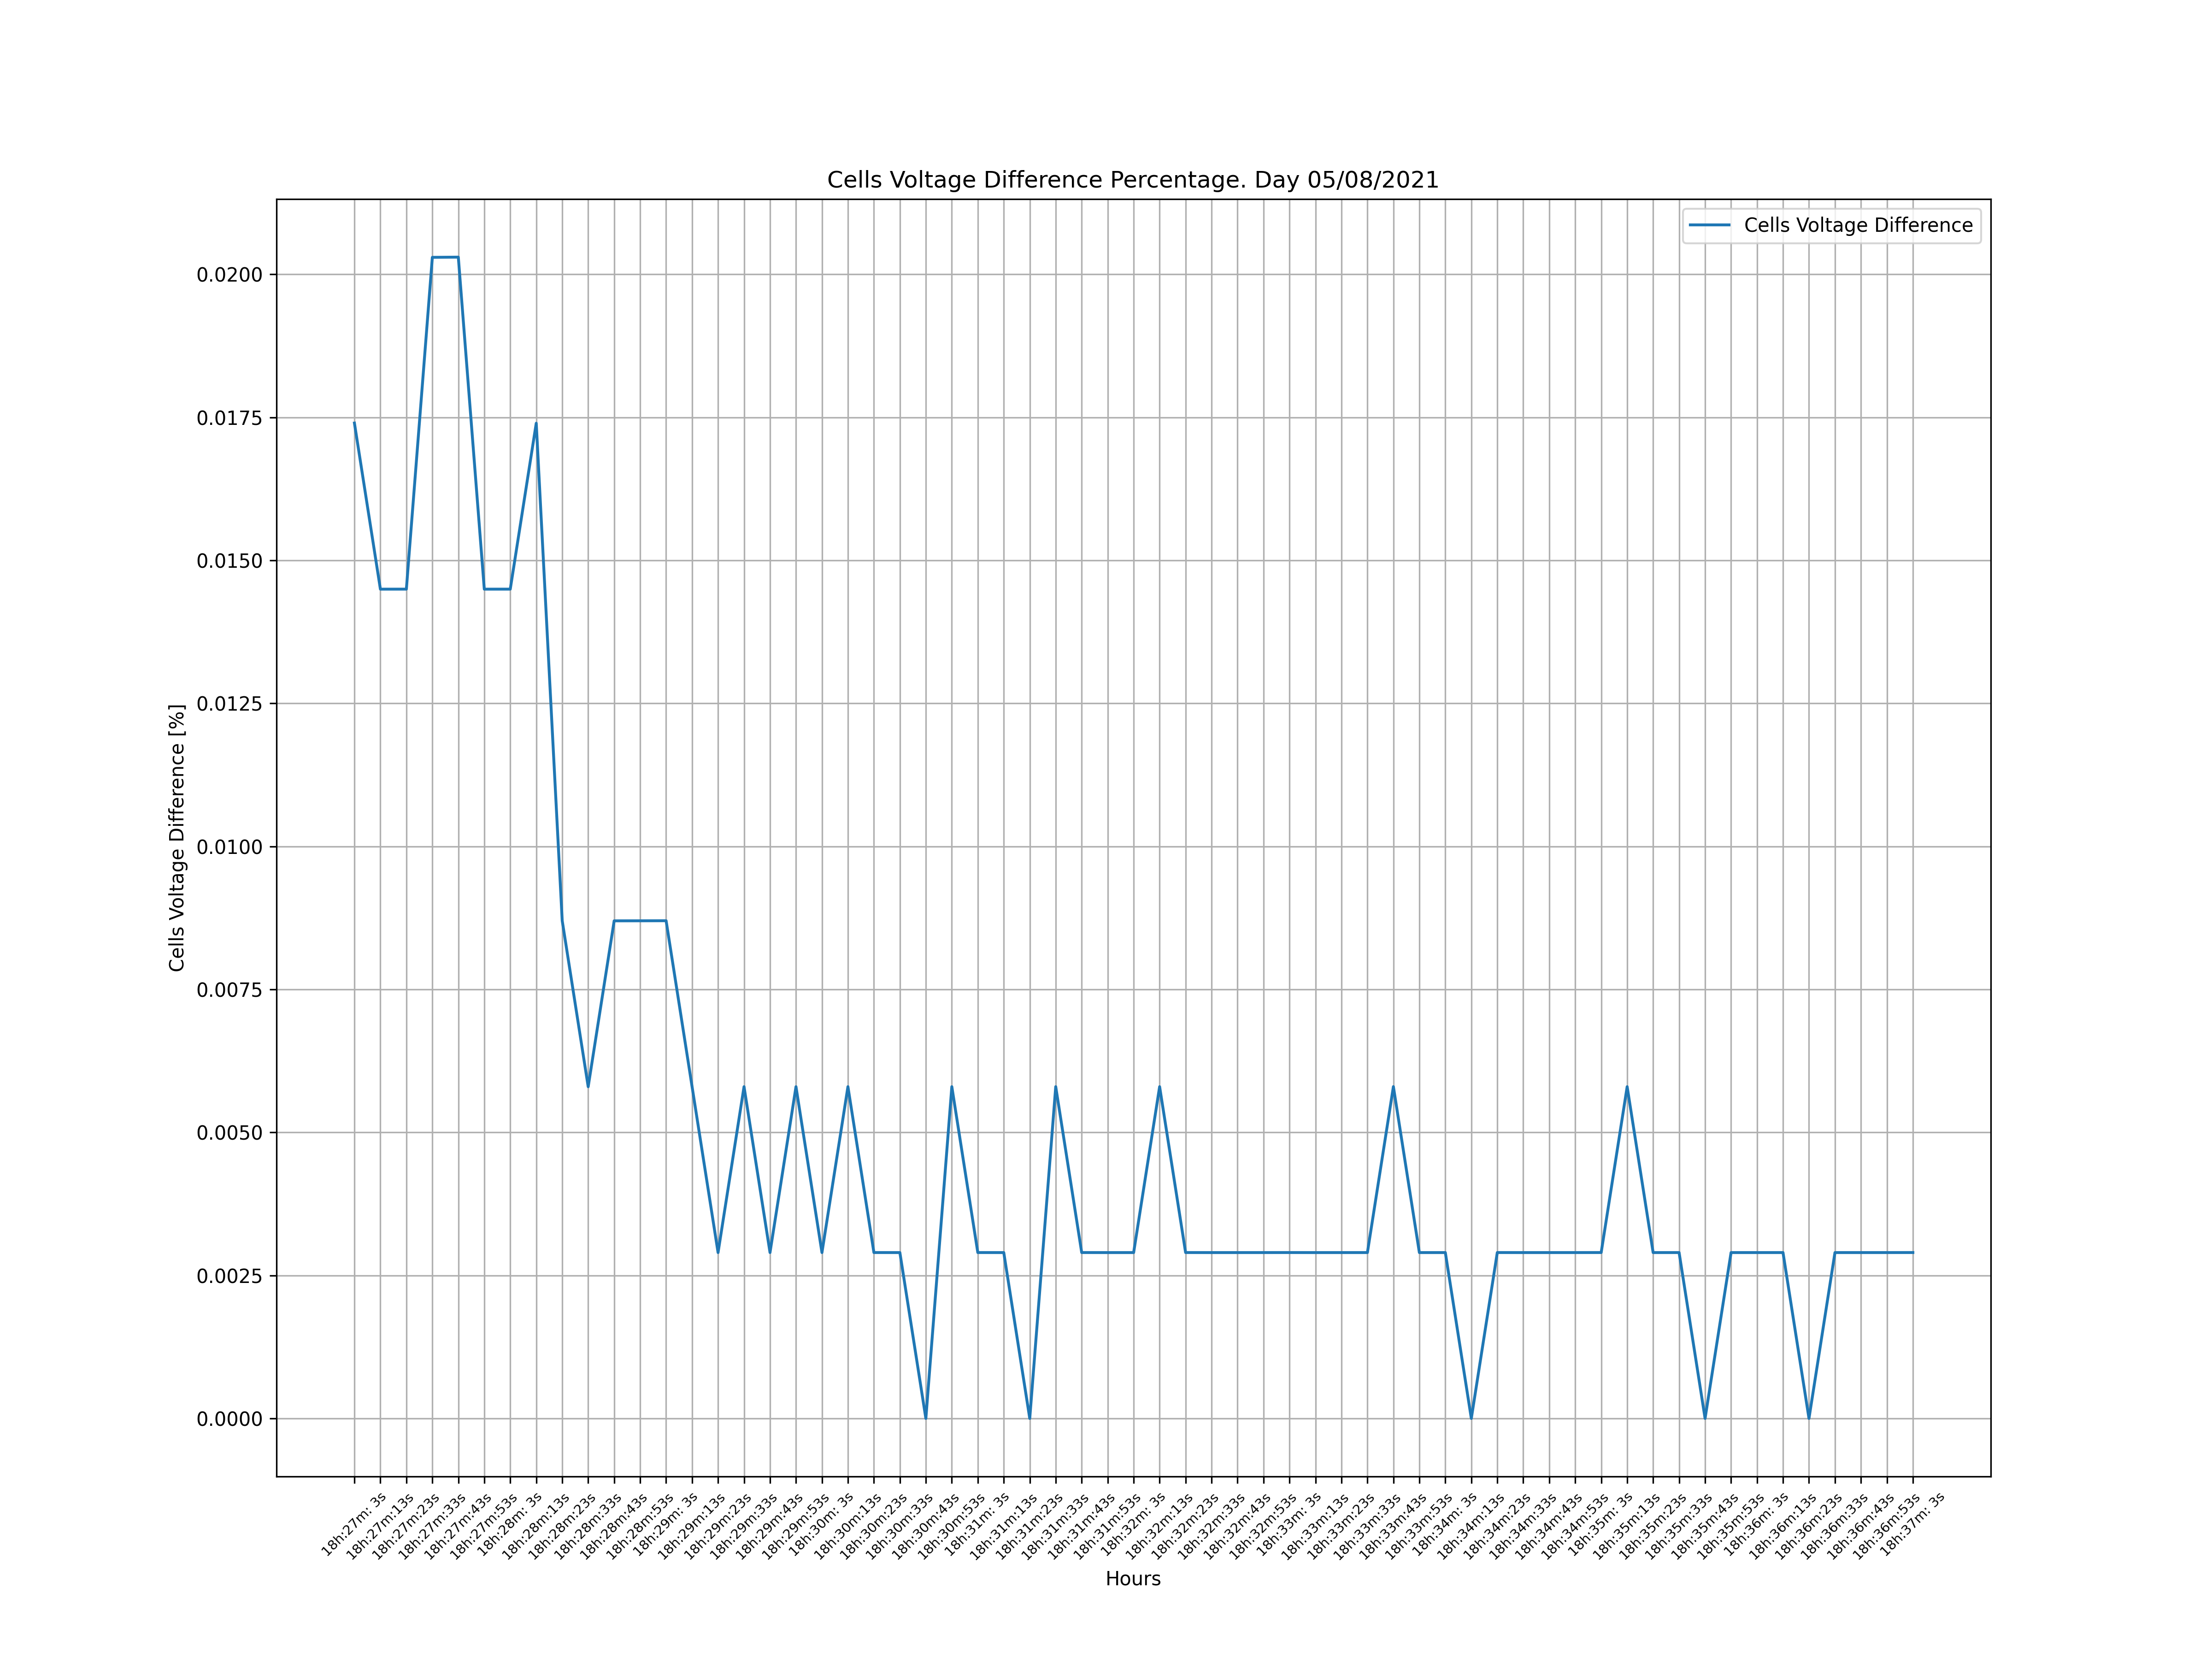 Cells Voltage Difference Percentage. Day 05/08/2021
Cells Voltage Difference
0.0200
0.0175
0.0150
0.0125
0.0100
0.0075
0.0050
0.0025
0.0000
Cells Voltage Difference [%]
18h:27m: 3s
18h:27m:13s
18h:27m:23s
18h:27m:33s
18h:27m:43s
18h:27m:53s
18h:28m: 3s
18h:28m:13s
18h:28m:23s
18h:28m:33s
18h:28m:43s
18h:28m:53s
18h:29m: 3s
18h:29m:13s
18h:29m:23s
18h:29m:33s
18h:29m:43s
18h:29m:53s
18h:30m: 3s
18h:30m:13s
18h:30m:23s
18h:30m:33s
18h:30m:43s
18h:30m:53s
18h:31m: 3s
18h:31m:13s
18h:31m:23s
18h:31m:33s
18h:31m:43s
18h:31m:53s
18h:32m: 3s
18h:32m:13s
18h:32m:23s
18h:32m:33s
18h:32m:43s
18h:32m:53s
18h:33m: 3s
18h:33m:13s
18h:33m:23s
18h:33m:33s
18h:33m:43s
18h:33m:53s
18h:34m: 3s
18h:34m:13s
18h:34m:23s
18h:34m:33s
18h:34m:43s
18h:34m:53s
18h:35m: 3s
18h:35m:13s
18h:35m:23s
18h:35m:33s
18h:35m:43s
18h:35m:53s
18h:36m: 3s
18h:36m:13s
18h:36m:23s
18h:36m:33s
18h:36m:43s
18h:36m:53s
18h:37m: 3s
Hours